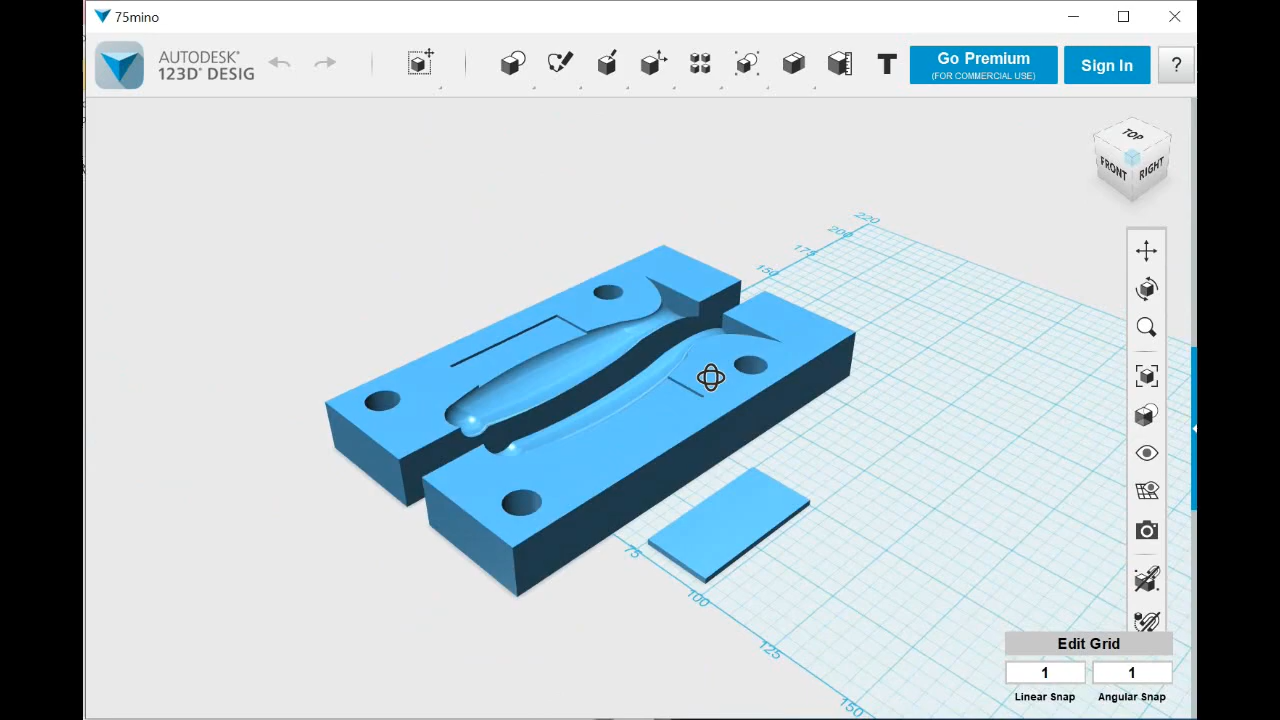 75mino
AUTODESK®
123D® DESIG
Go Premium
(FOR COMMERCIAL USE)
Sign In
?
TOP
FRONT
RIGHT
220
200
175
150
75
100
125
150
Edit Grid
1
1
Linear Snap
Angular Snap